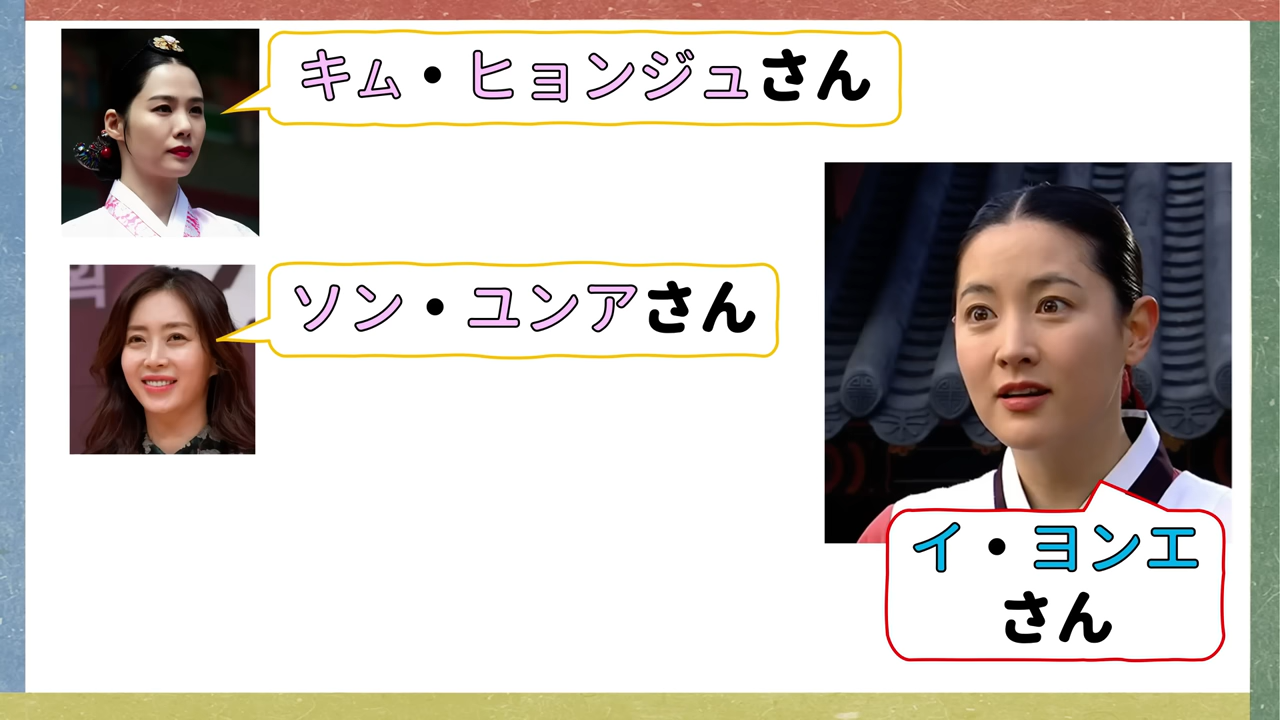 キム・ヒョンジュさん
ソン・ユンアさん
イ・ヨンエ
さん